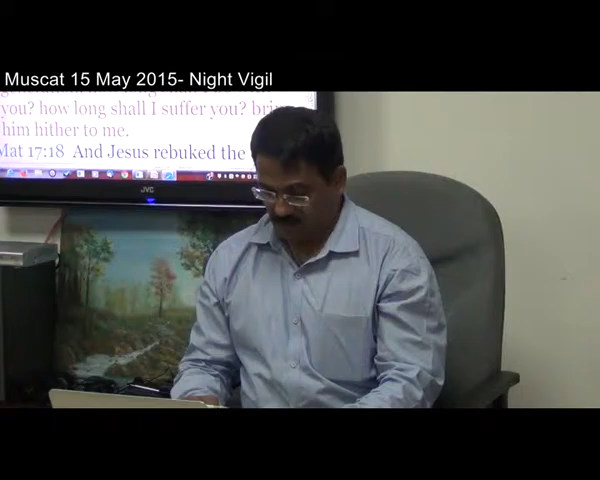 Muscat 15 May 2015- Night Vigil
you? how long shall I suffer you?
him hither to me.
Mat 17:18 And Jesus rebuked the
JVC